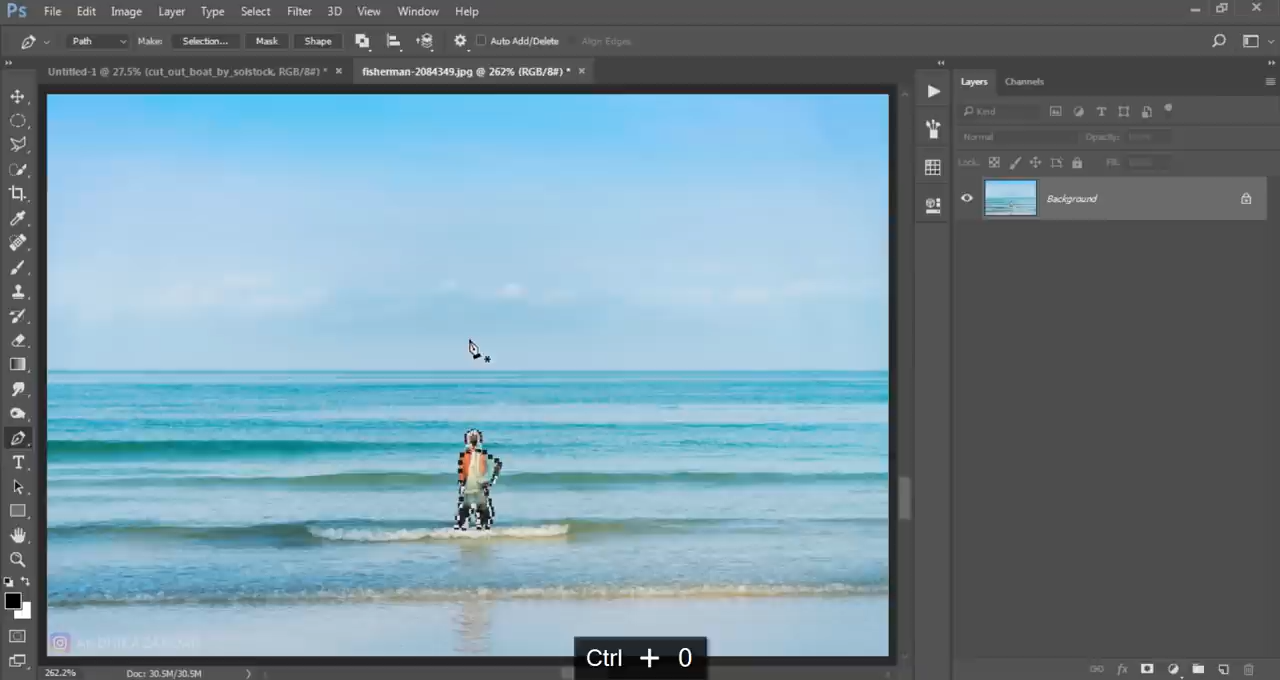 Ps File Edit Image Layer Type Select Filter 3D View Window Help
Path Make: Selection... Mask Shape Auto Add/Delete Align Edges
Untitled-1 @ 27.5% (cut_out_boat_by_solstock, RGB/8#) * × fisherman-2084349.jpg @ 262% (RGB/8#) * ×
Layers Channels
Kind
Normal Opacity:
Lock: Fill:
Background
Ctrl + 0
262.2% Doc: 30.5M/30.5M